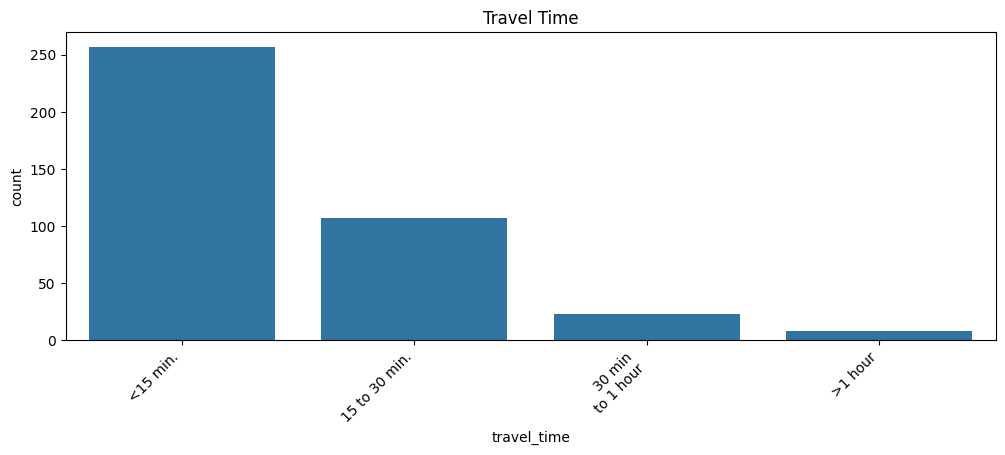 Travel Time
count
250
200
150
100
50
0
<15 min.
15 to 30 min.
30 min
to 1 hour
>1 hour
travel_time